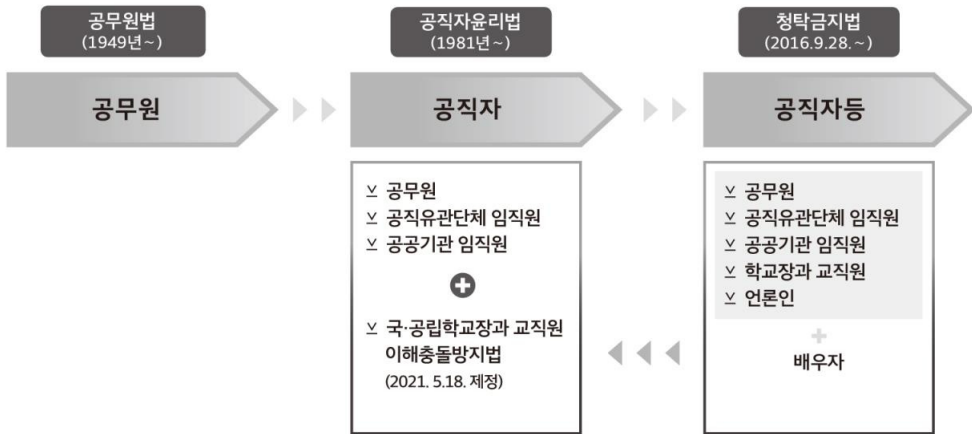 공무원법
(1949년~)
공직자윤리법
(1981년~)
청탁금지법
(2016.9.28.~)
공무원
공직자
공직자등
공무원
공직유관단체 임직원
공공기관 임직원
국·공립학교장과 교직원
이해충돌방지법
(2021. 5.18. 제정)
공무원
공직유관단체 임직원
공공기관 임직원
학교장과 교직원
언론인
배우자